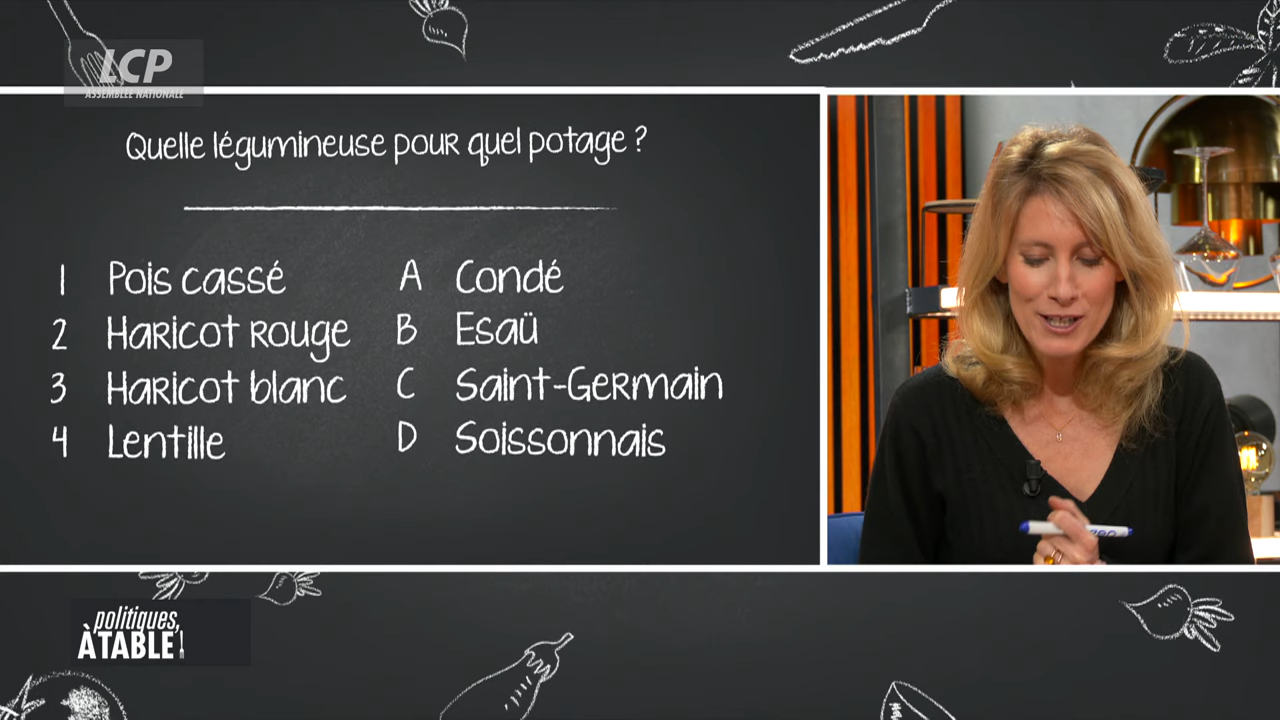 LCP
ASSEMBLÉE NATIONALE
Quelle légumineuse pour quel potage ?
1 Pois cassé A Condé
2 Haricot rouge B Esaü
3 Haricot blanc C Saint-Germain
4 Lentille D Soissonnais
politiques,
À TABLE!